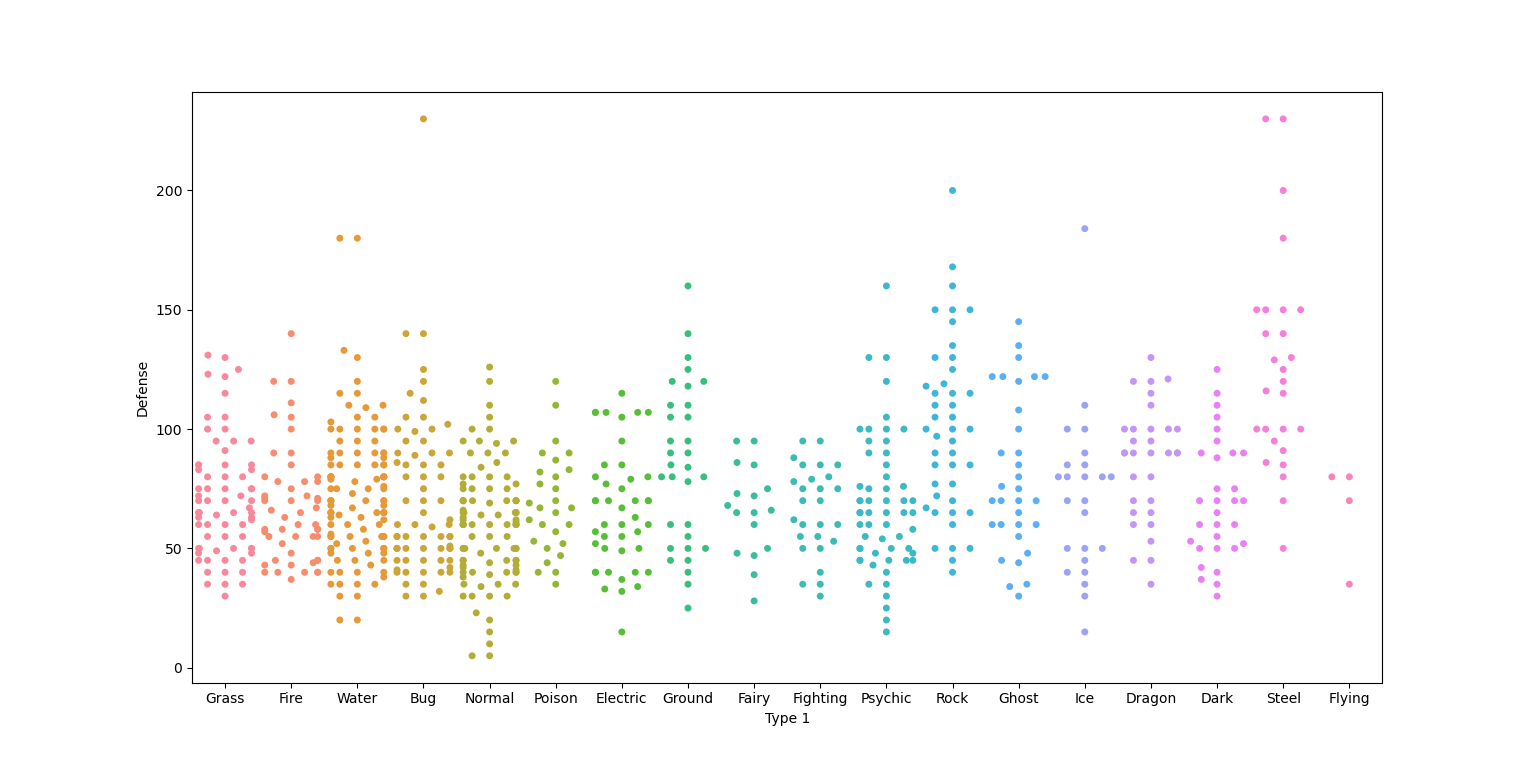 Defense
200
150
100
50
0
Grass Fire Water Bug Normal Poison Electric Ground Fairy Fighting Psychic Rock Ghost Ice Dragon Dark Steel Flying
Type 1